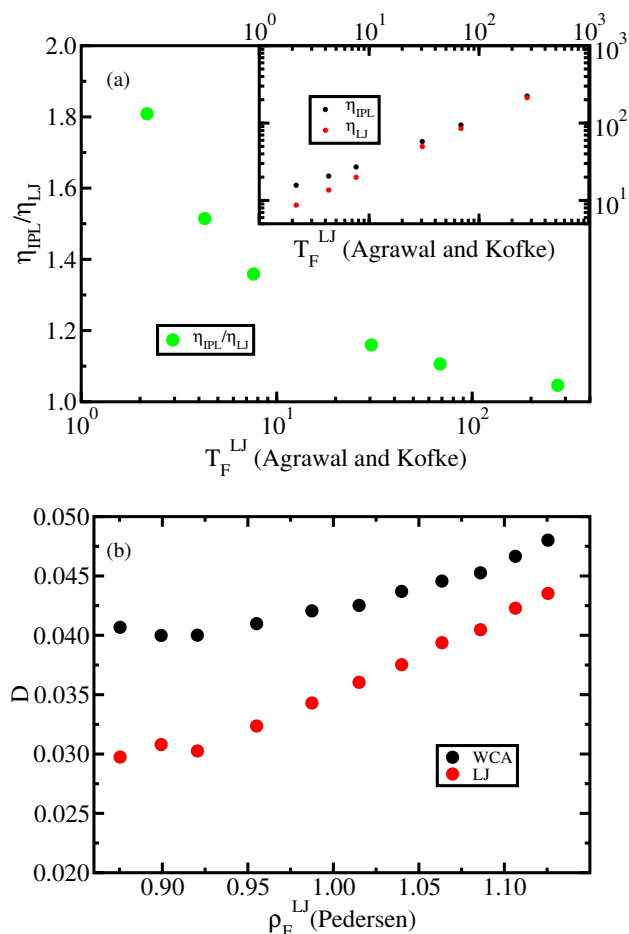 10^0 10^1 10^2 10^3
2.0
(a)
10^3
η_IPL
η_LJ
1.8
10^2
η_IPL/η_LJ
1.6
10^1
T_F^LJ (Agrawal and Kofke)
1.4
η_IPL/η_LJ
1.2
1.0
10^0 10^1 10^2
T_F^LJ (Agrawal and Kofke)
0.050
(b)
0.045
0.040
0.035
D
0.030
WCA
LJ
0.025
0.020
0.90 0.95 1.00 1.05 1.10
ρ_F^LJ (Pedersen)